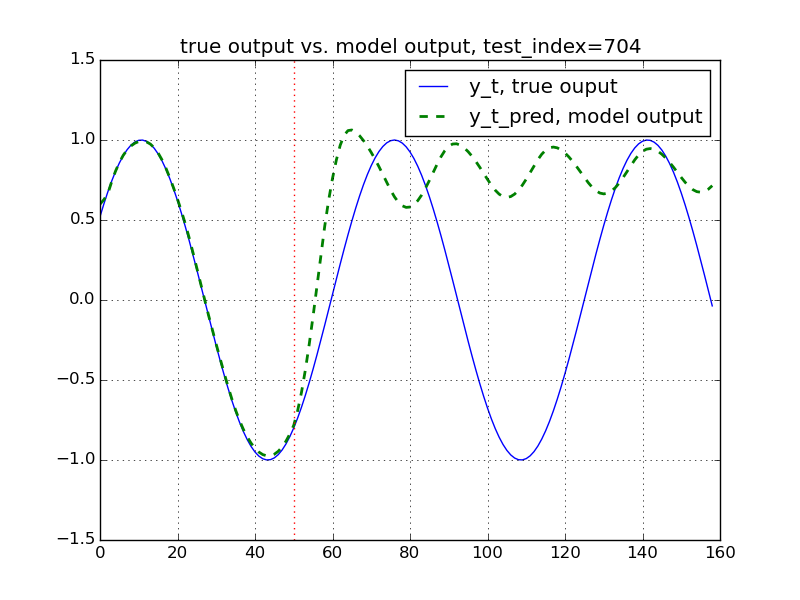 true output vs. model output, test_index=704
y_t, true ouput
y_t_pred, model output
1.5
1.0
0.5
0.0
−0.5
−1.0
−1.5
0 20 40 60 80 100 120 140 160